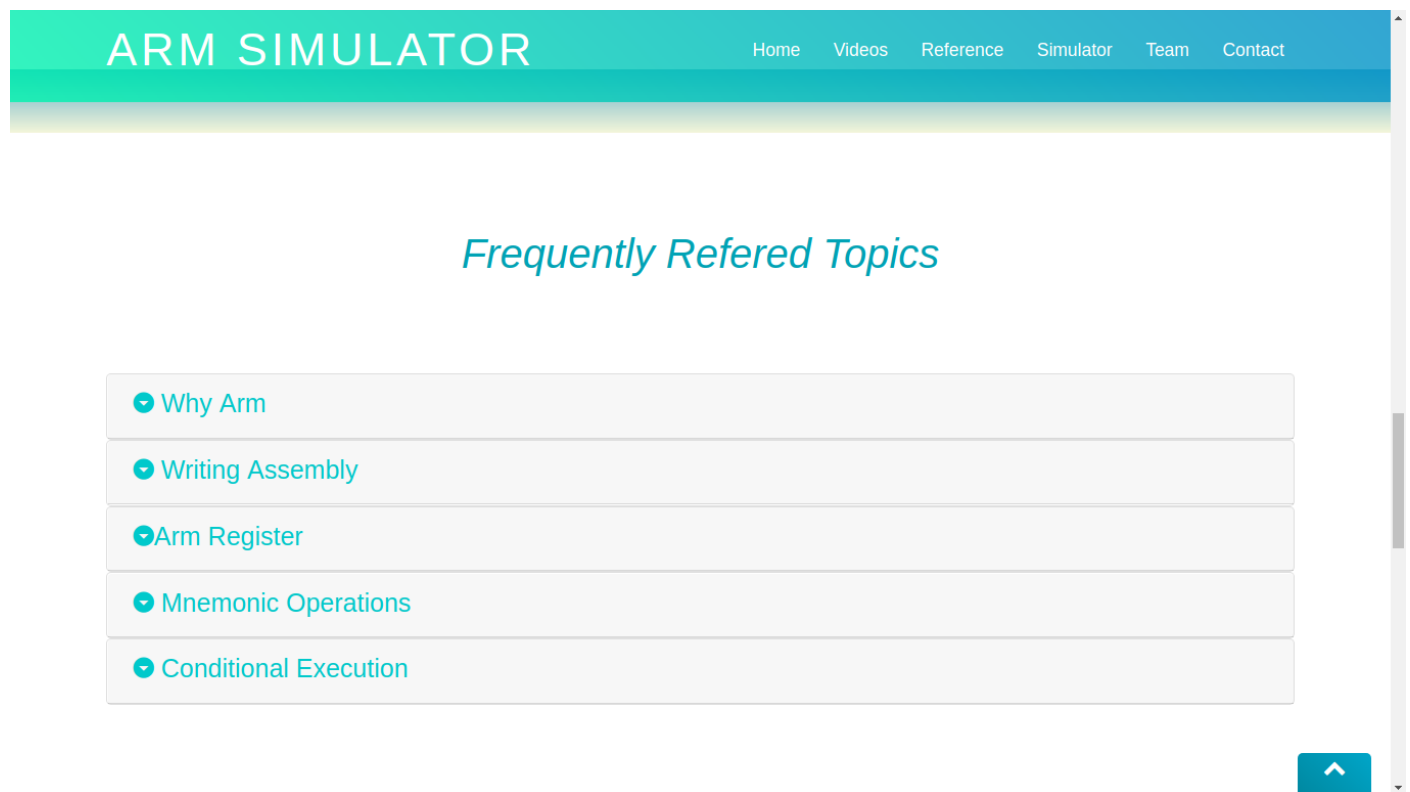 ARM SIMULATOR
Home Videos Reference Simulator Team Contact
Frequently Refered Topics
Why Arm
Writing Assembly
Arm Register
Mnemonic Operations
Conditional Execution